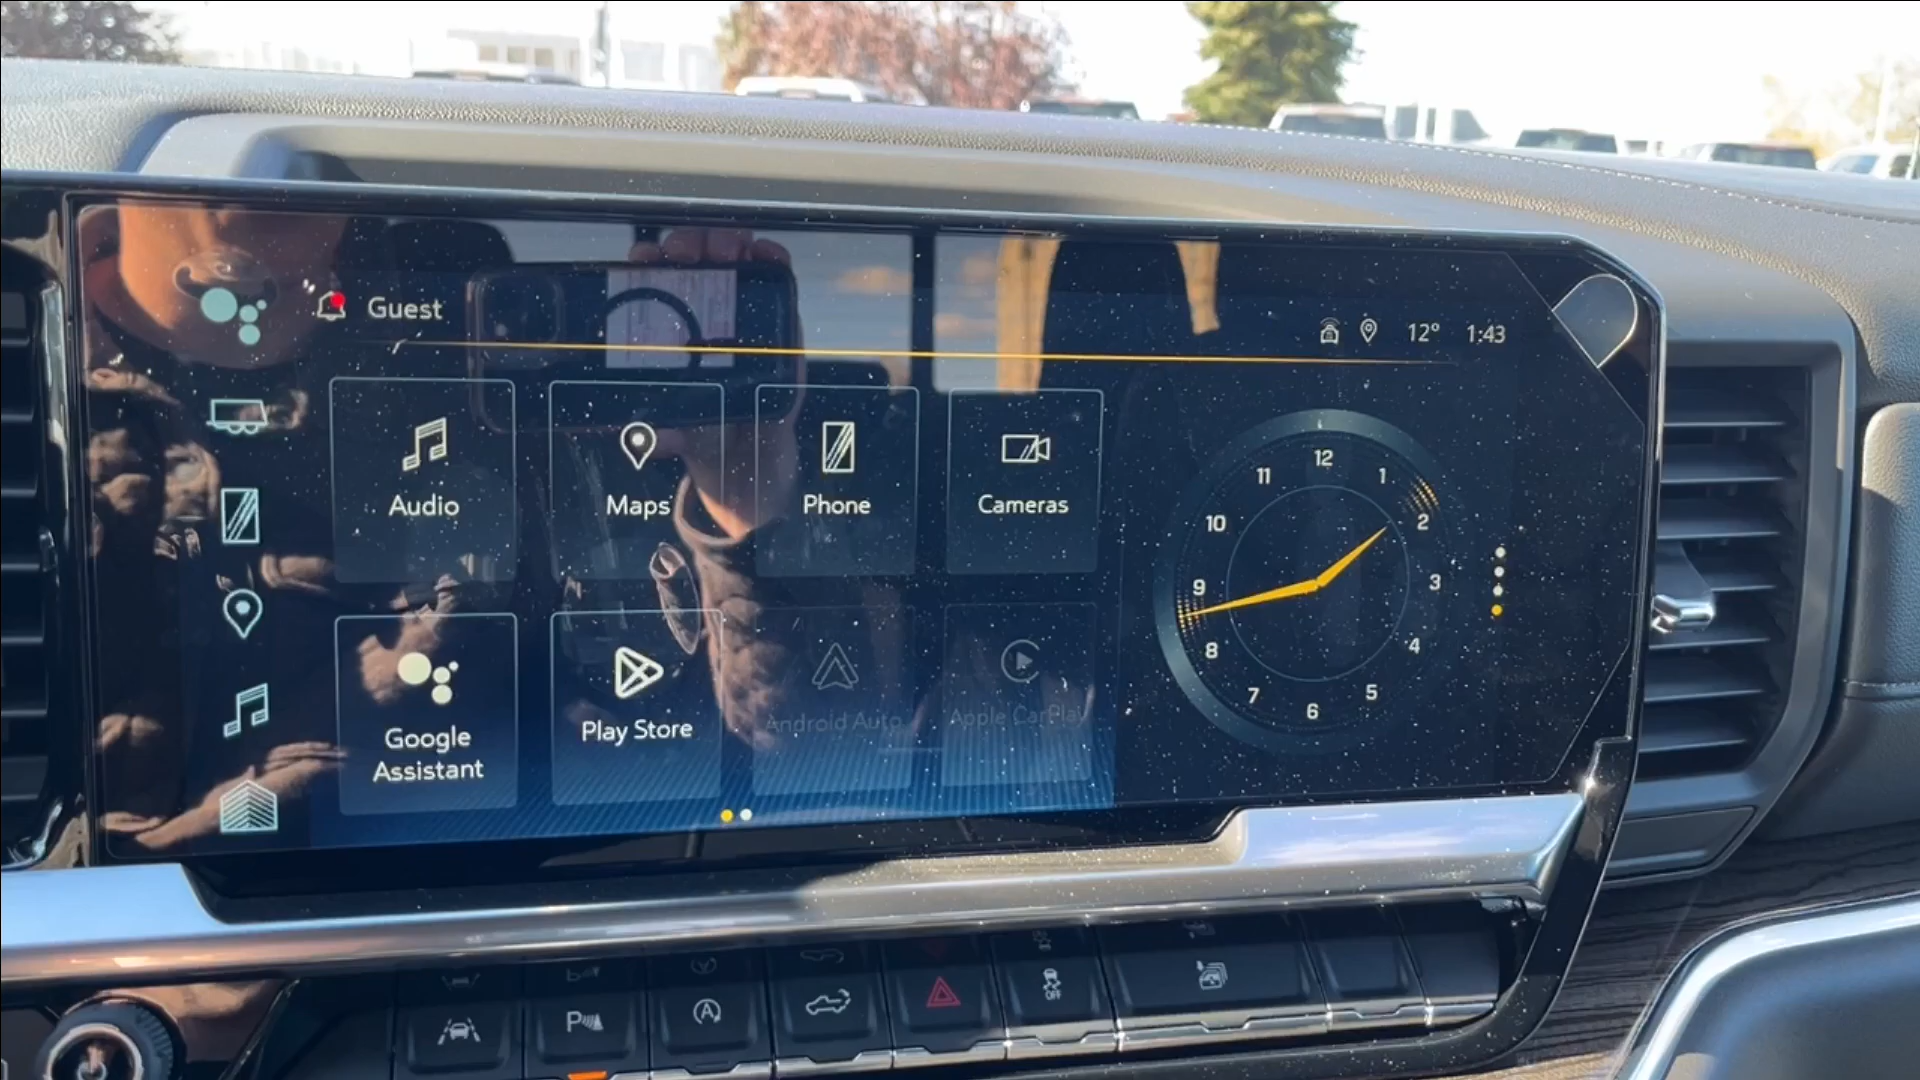 Guest
12° 1:43
Audio
Maps
Phone
Cameras
Google
Assistant
Play Store
Android Auto
Apple CarPlay
12
1
2
3
4
5
6
7
8
9
10
11
P
A
OFF